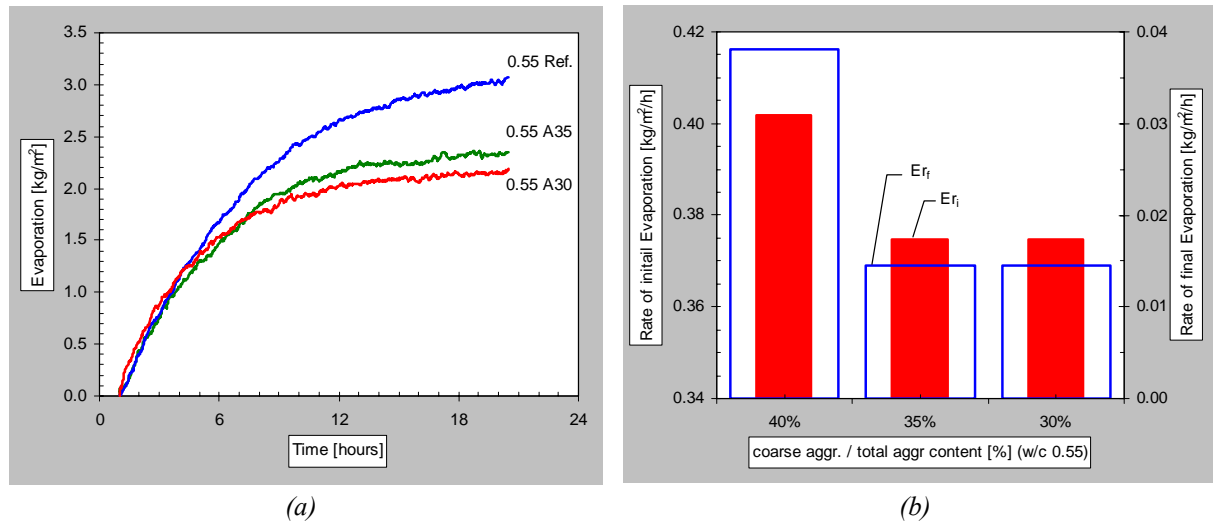 3.5
3.0
2.5
2.0
1.5
1.0
0.5
0.0
Evaporation [kg/m²]
0.55 Ref.
0.55 A35
0.55 A30
0
6
12
18
24
Time [hours]
(a)
0.42
0.40
0.38
0.36
0.34
Rate of inital Evaporation [kg/m²/h]
Er_f
Er_i
0.04
0.03
0.02
0.01
0.00
Rate of final Evaporation [kg/m²/h]
40%
35%
30%
coarse aggr. / total aggr content [%] (w/c 0.55)
(b)